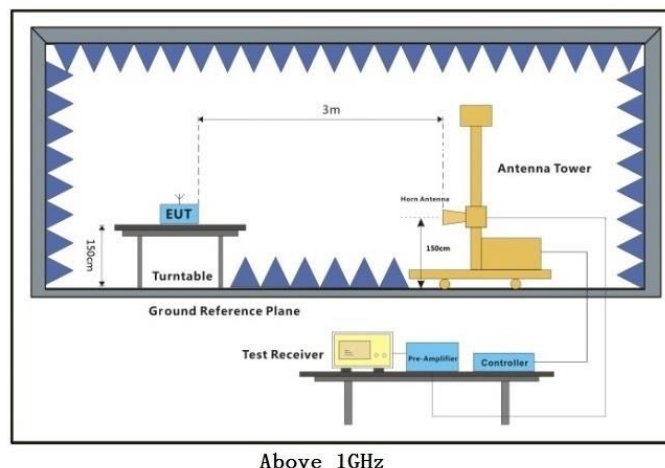 3m
Antenna Tower
Horn Antenna
EUT
150cm
150cm
Turntable
Ground Reference Plane
Test Receiver
Pre-Amplifier
Controller
Above 1GHz